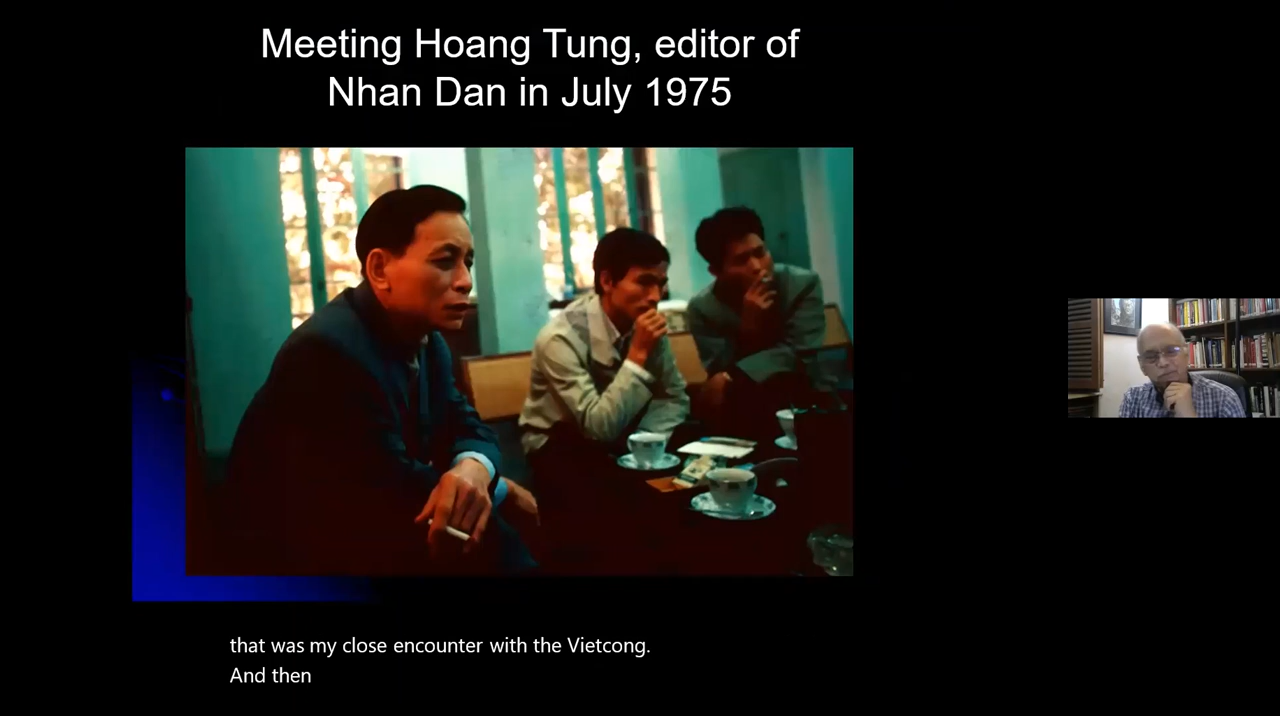 Meeting Hoang Tung, editor of
Nhan Dan in July 1975
that was my close encounter with the Vietcong.
And then